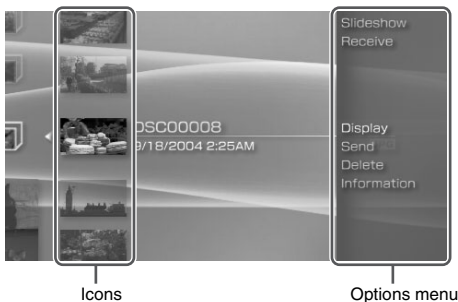 Slideshow
Receive
DSC00008
9/18/2004 2:25AM
Display
Send
Delete
Information
Icons
Options menu